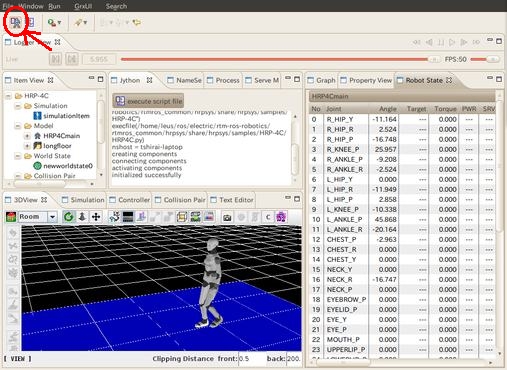 File Window Run GrxUI Search
Logger View
Live 5.955 FPS:50
Item View
HRP-4C
Simulation
simulationItem
Model
HRP4Cmain
longfloor
World State
newworldstate0
Collision Pair
Jython NameSe Process Serve M
execute script file
robotics/rtmros_common/hrpsys/share/hrpsys/samples/HRP-4C/
HRP-4C")
execfile(/home/leus/ros/electric/rtm-ros-robotics/
rtmros_common/hrpsys/share/hrpsys/samples/HRP-4C/
HRP4C.py)
nshost = tshirai-laptop
creating components
connecting components
activating components
initialized successfully
3DView Simulation Controller Collision Pair Text Editor
Room
[ VIEW ] Clipping Distance front: 0.5 back: 200.
Graph Property View Robot State
HRP4Cmain
No Joint Angle Target Torque PWR SRV
0 R_HIP_Y -11.164 --- 0.000 --- ---
1 R_HIP_R 2.524 --- 0.000 --- ---
2 R_HIP_P -16.748 --- 0.000 --- ---
3 R_KNEE_P 25.957 --- 0.000 --- ---
4 R_ANKLE_P -9.208 --- 0.000 --- ---
5 R_ANKLE_R -2.524 --- 0.000 --- ---
6 L_HIP_Y 0.000 --- 0.000 --- ---
7 L_HIP_R -11.949 --- 0.000 --- ---
8 L_HIP_P 2.858 --- 0.000 --- ---
9 L_KNEE_P -10.338 --- 0.000 --- ---
10 L_ANKLE_P 45.868 --- 0.000 --- ---
11 L_ANKLE_R -20.164 --- 0.000 --- ---
12 CHEST_P -2.963 --- 0.000 --- ---
13 CHEST_R 0.000 --- 0.000 --- ---
14 CHEST_Y 0.000 --- 0.000 --- ---
15 NECK_Y 0.000 --- 0.000 --- ---
16 NECK_R -16.747 --- 0.000 --- ---
17 NECK_P 0.000 --- 0.000 --- ---
18 EYEBROW_P 0.000 --- 0.000 --- ---
19 EYELID_P 0.000 --- 0.000 --- ---
20 EYE_Y 0.000 --- 0.000 --- ---
21 EYE_P 0.000 --- 0.000 --- ---
22 MOUTH_P 0.000 --- 0.000 --- ---
23 UPPERLIP_P 0.000 --- 0.000 --- ---